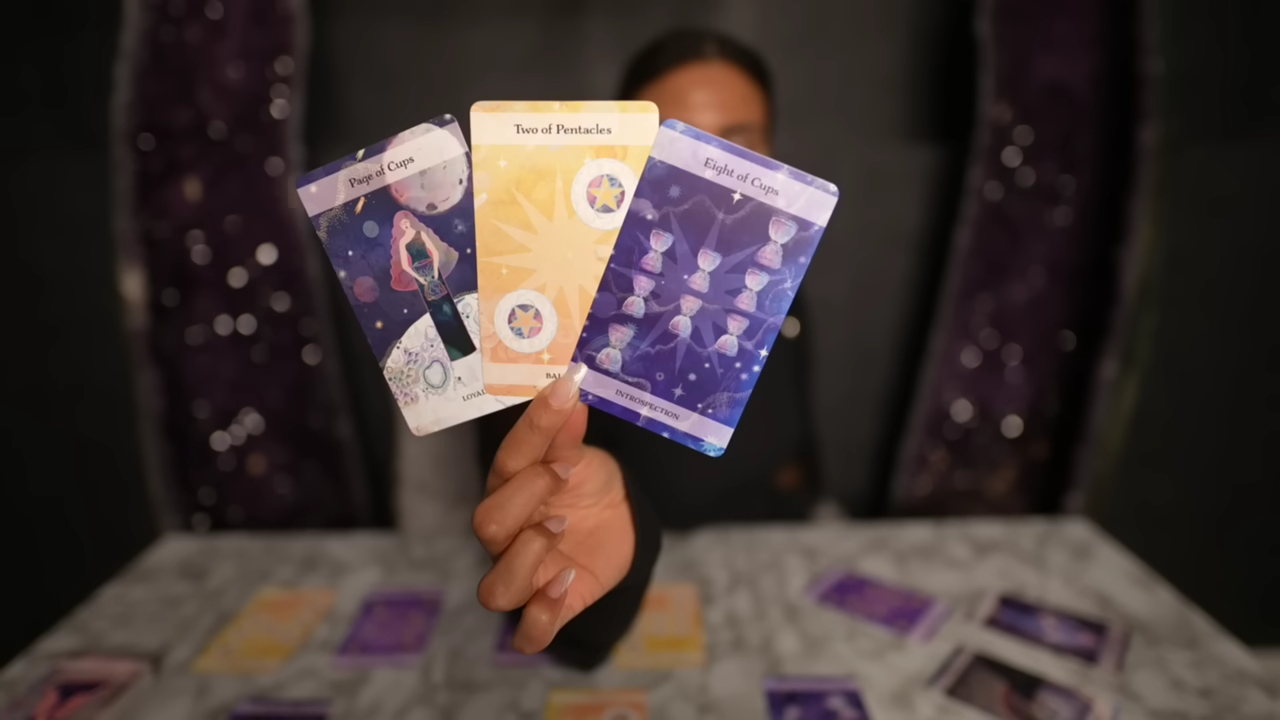 Page of Cups
Two of Pentacles
Eight of Cups
INTROSPECTION